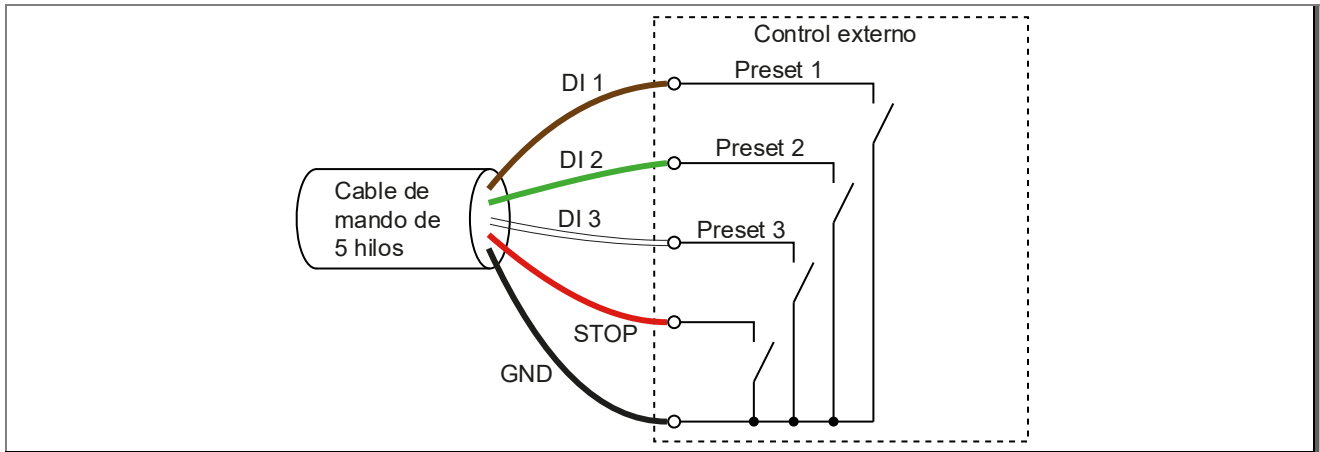 Control externo
DI 1
Preset 1
DI 2
Preset 2
Cable de
mando de
5 hilos
DI 3
Preset 3
STOP
GND